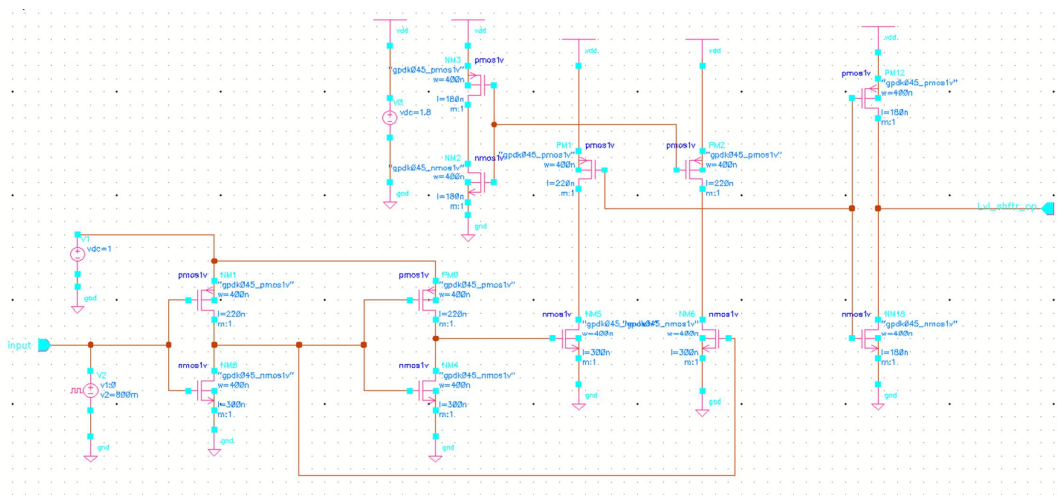 vdd
vdd
vdd
vdd
vdd
NM3
pmos1v
"gpdk045_pmos1v"
w=400n
l=180n
m:1
V0
vdc=1.8
gnd
NM2
nmos1v
"gpdk045_nmos1v"
w=400n
l=180n
m:1
gnd
PM1
pmos1v
"gpdk045_pmos1v"
w=400n
l=220n
m:1
PM2
pmos1v
"gpdk045_pmos1v"
w=400n
l=220n
m:1
PM12
pmos1v
"gpdk045_pmos1v"
w=400n
l=180n
m:1
Lvl_shftr_op
V1
vdc=1
gnd
pmos1v
NM1
"gpdk045_pmos1v"
w=400n
l=220n
m:1
pmos1v
PM0
"gpdk045_pmos1v"
w=400n
l=220n
m:1
input
V2
v1:0
v2=800m
gnd
nmos1v
"gpdk045_nmos1v"
w=400n
l=300n
m:1
gnd
nmos1v
NM4
"gpdk045_nmos1v"
w=400n
l=300n
m:1
gnd
nmos1v
NM5
w=400n
l=300n
m:1
gnd
NM6
nmos1v
w=400n
l=300n
m:1
gnd
nmos1v
"gpdk045_nmos1v"
w=400n
l=180n
m:1
gnd